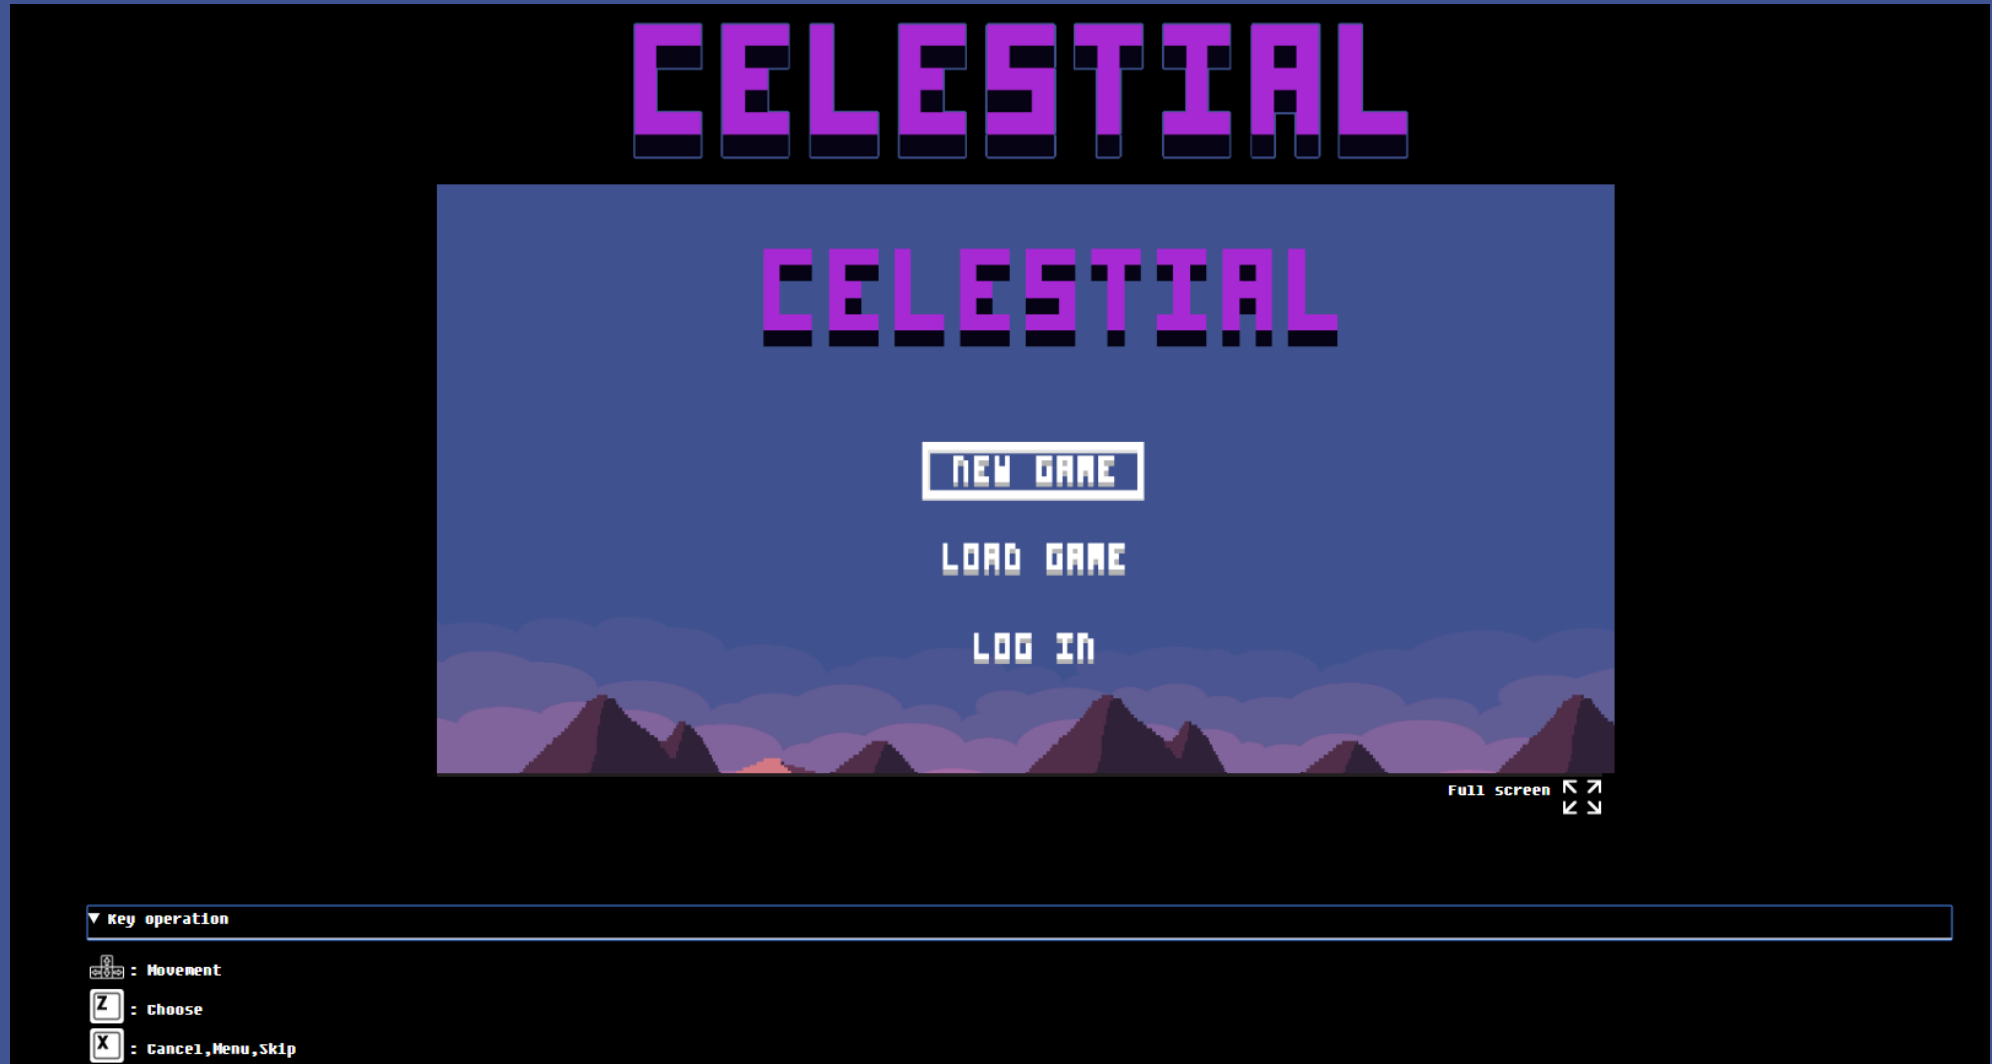 CELESTIAL
CELESTIAL
NEW GAME
LOAD GAME
LOG IN
Full screen
▼ Key operation
: Movement
Z : Choose
X : Cancel,Menu,Skip